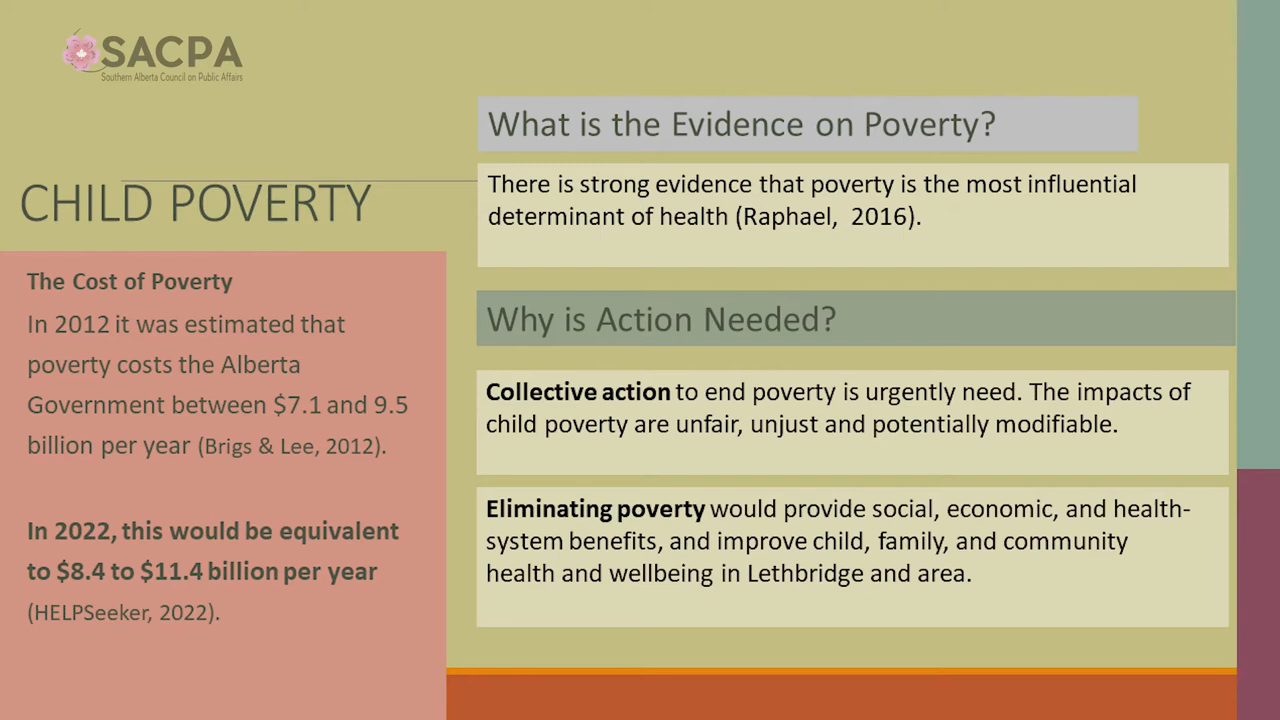 SACPA
Southern Alberta Council on Public Affairs
CHILD POVERTY
The Cost of Poverty
In 2012 it was estimated that
poverty costs the Alberta
Government between $7.1 and 9.5
billion per year (Brigs & Lee, 2012).
In 2022, this would be equivalent
to $8.4 to $11.4 billion per year
(HELPSeeker, 2022).
What is the Evidence on Poverty?
There is strong evidence that poverty is the most influential
determinant of health (Raphael, 2016).
Why is Action Needed?
Collective action to end poverty is urgently need. The impacts of
child poverty are unfair, unjust and potentially modifiable.
Eliminating poverty would provide social, economic, and health-
system benefits, and improve child, family, and community
health and wellbeing in Lethbridge and area.